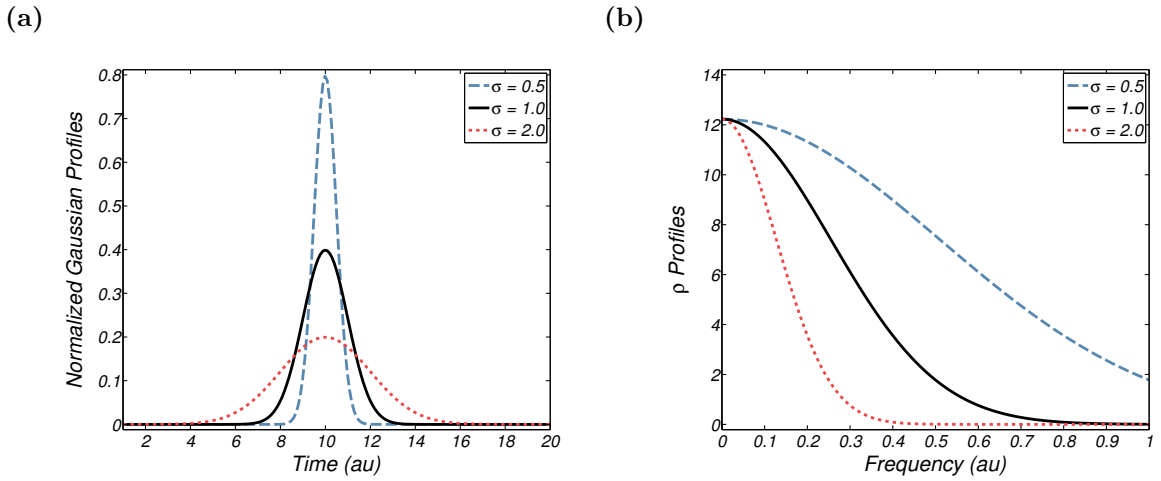 (a)
Normalized Gaussian Profiles
0.8
0.7
0.6
0.5
0.4
0.3
0.2
0.1
0
2 4 6 8 10 12 14 16 18 20
Time (au)
σ = 0.5
σ = 1.0
σ = 2.0
(b)
ρ Profiles
14
12
10
8
6
4
2
0
0 0.1 0.2 0.3 0.4 0.5 0.6 0.7 0.8 0.9 1
Frequency (au)
σ = 0.5
σ = 1.0
σ = 2.0